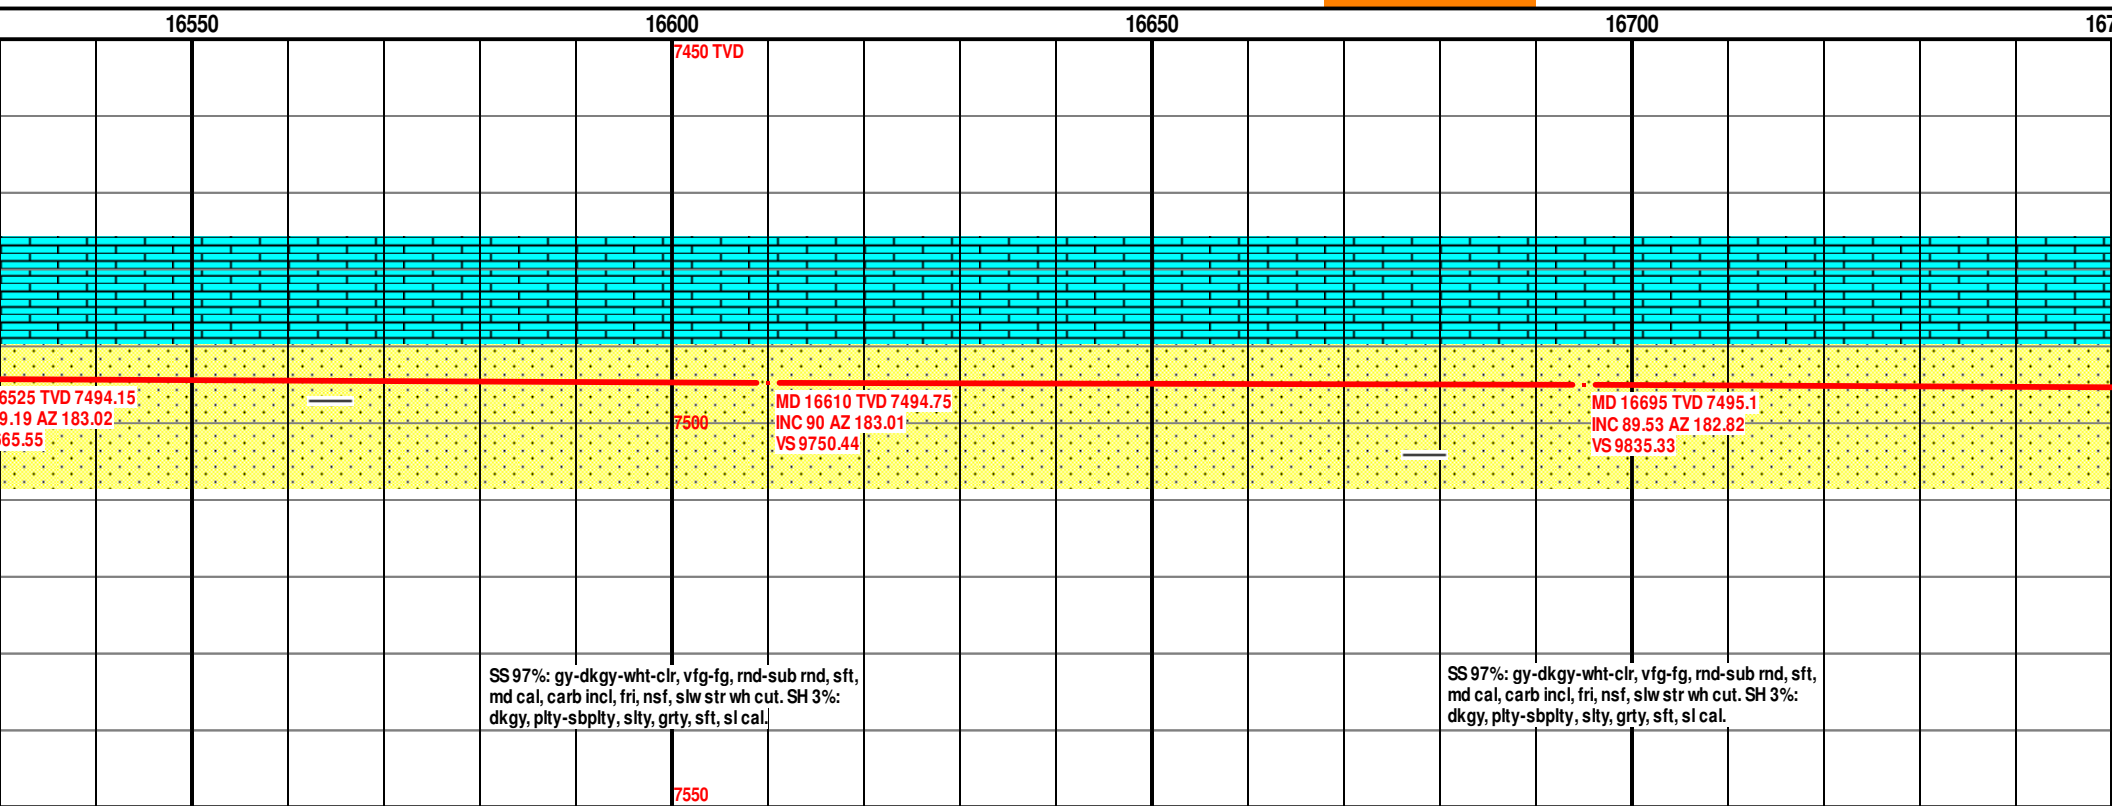 16550 16600 16650 16700 167
7450 TVD
6525 TVD 7494.15
9.19 AZ 183.02
65.55
MD 16610 TVD 7494.75
INC 90 AZ 183.01
VS 9750.44
7500
MD 16695 TVD 7495.1
INC 89.53 AZ 182.82
VS 9835.33
SS 97%: gy-dkgy-wht-clr, vfg-fg, rnd-sub rnd, sft,
md cal, carb incl, fri, nsf, slw str wh cut. SH 3%:
dkgy, plty-sbplty, slty, grty, sft, sl cal.
SS 97%: gy-dkgy-wht-clr, vfg-fg, rnd-sub rnd, sft,
md cal, carb incl, fri, nsf, slw str wh cut. SH 3%:
dkgy, plty-sbplty, slty, grty, sft, sl cal.
7550